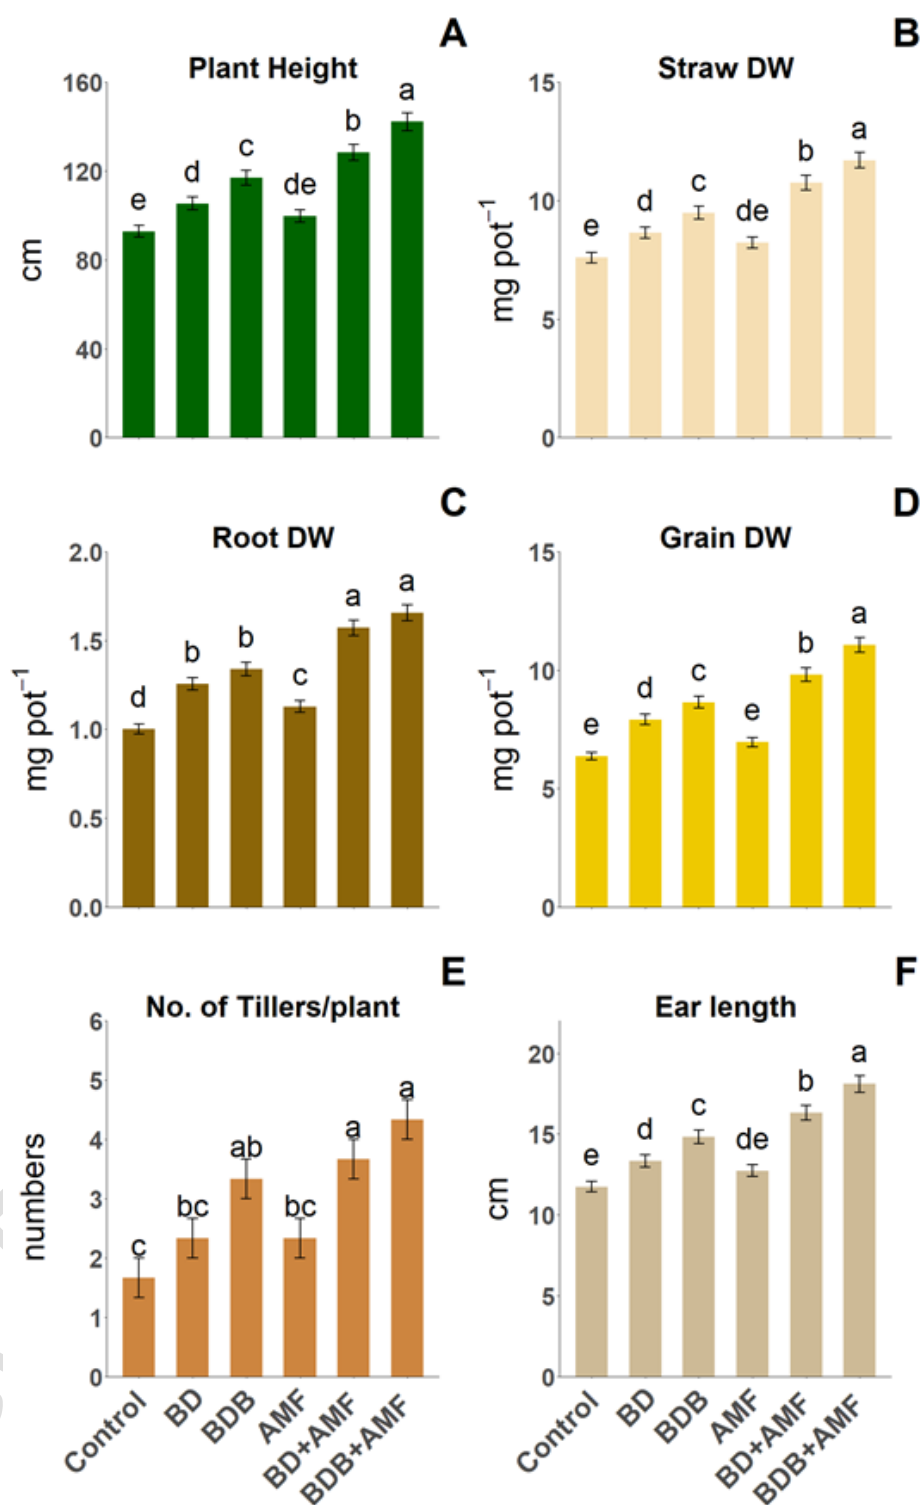 A
Plant Height
cm
160
120
80
40
0
e
d
c
de
b
a
B
Straw DW
mg pot⁻¹
15
10
5
0
e
d
c
de
b
a
C
Root DW
mg pot⁻¹
2.0
1.5
1.0
0.5
0.0
d
b
b
c
a
a
D
Grain DW
mg pot⁻¹
15
10
5
0
e
d
c
e
b
a
E
No. of Tillers/plant
numbers
6
5
4
3
2
1
0
c
bc
ab
bc
a
a
Control
BD
BDB
AMF
BD+AMF
BDB+AMF
F
Ear length
cm
20
15
10
5
0
e
d
c
de
b
a
Control
BD
BDB
AMF
BD+AMF
BDB+AMF